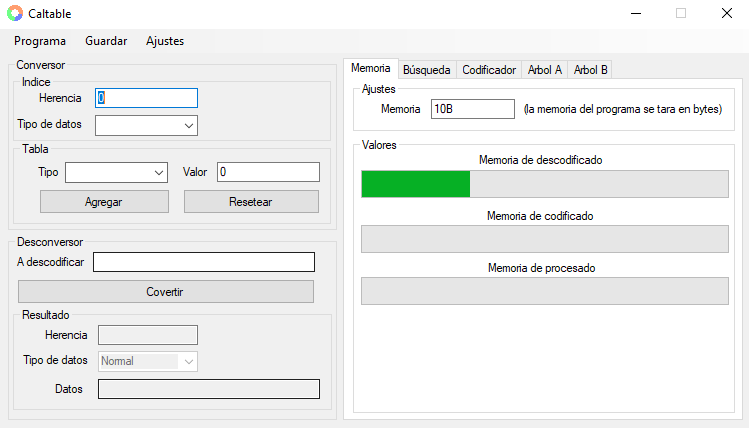 Caltable
Programa Guardar Ajustes
Conversor
Indice
Herencia 0
Tipo de datos
Tabla
Tipo Valor 0
Agregar Resetear
Desconversor
A descodificar
Covertir
Resultado
Herencia
Tipo de datos Normal
Datos
Memoria Búsqueda Codificador Arbol A Arbol B
Ajustes
Memoria 10B (la memoria del programa se tara en bytes)
Valores
Memoria de descodificado
Memoria de codificado
Memoria de procesado